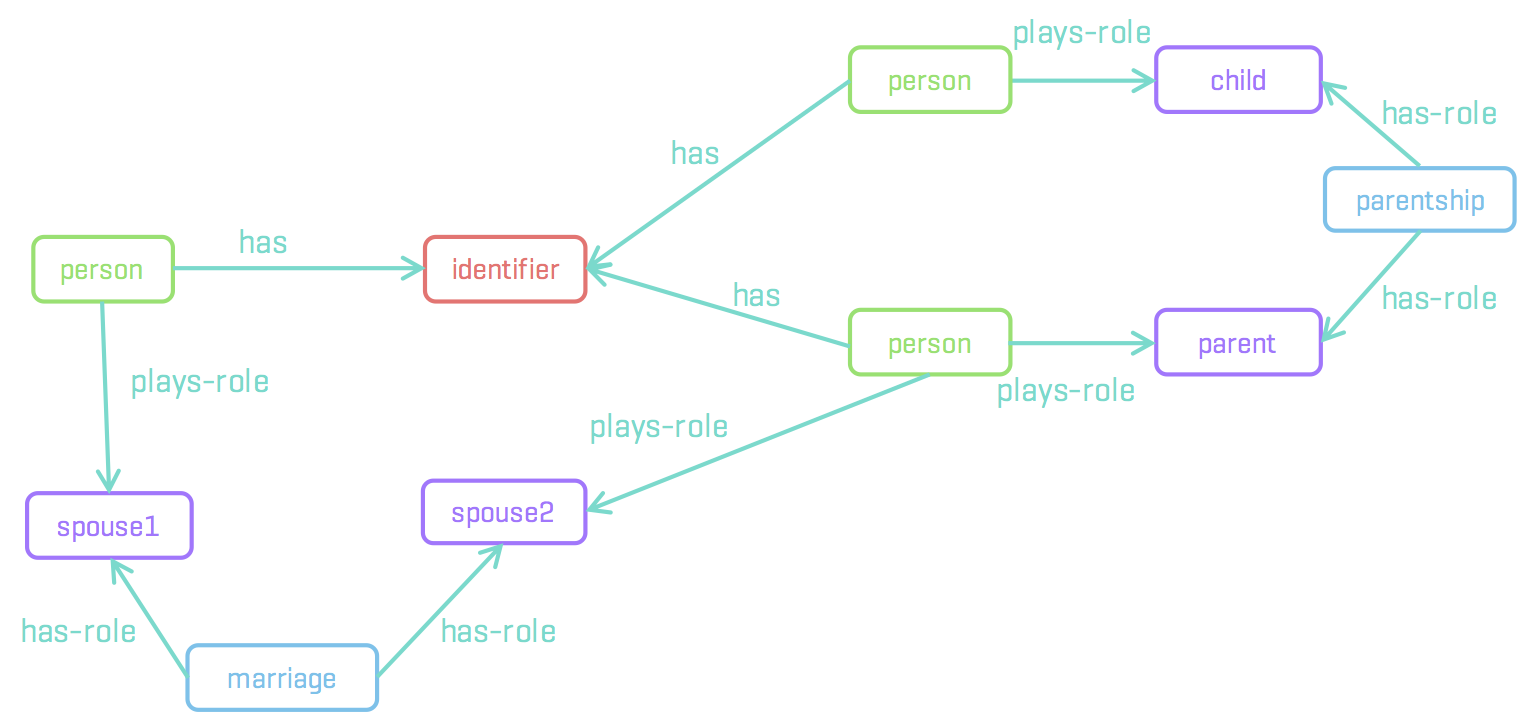 plays-role
person
child
has-role
has
parentship
has
person
identifier
has
has-role
person
parent
plays-role
plays-role
plays-role
spouse1
spouse2
has-role
has-role
marriage